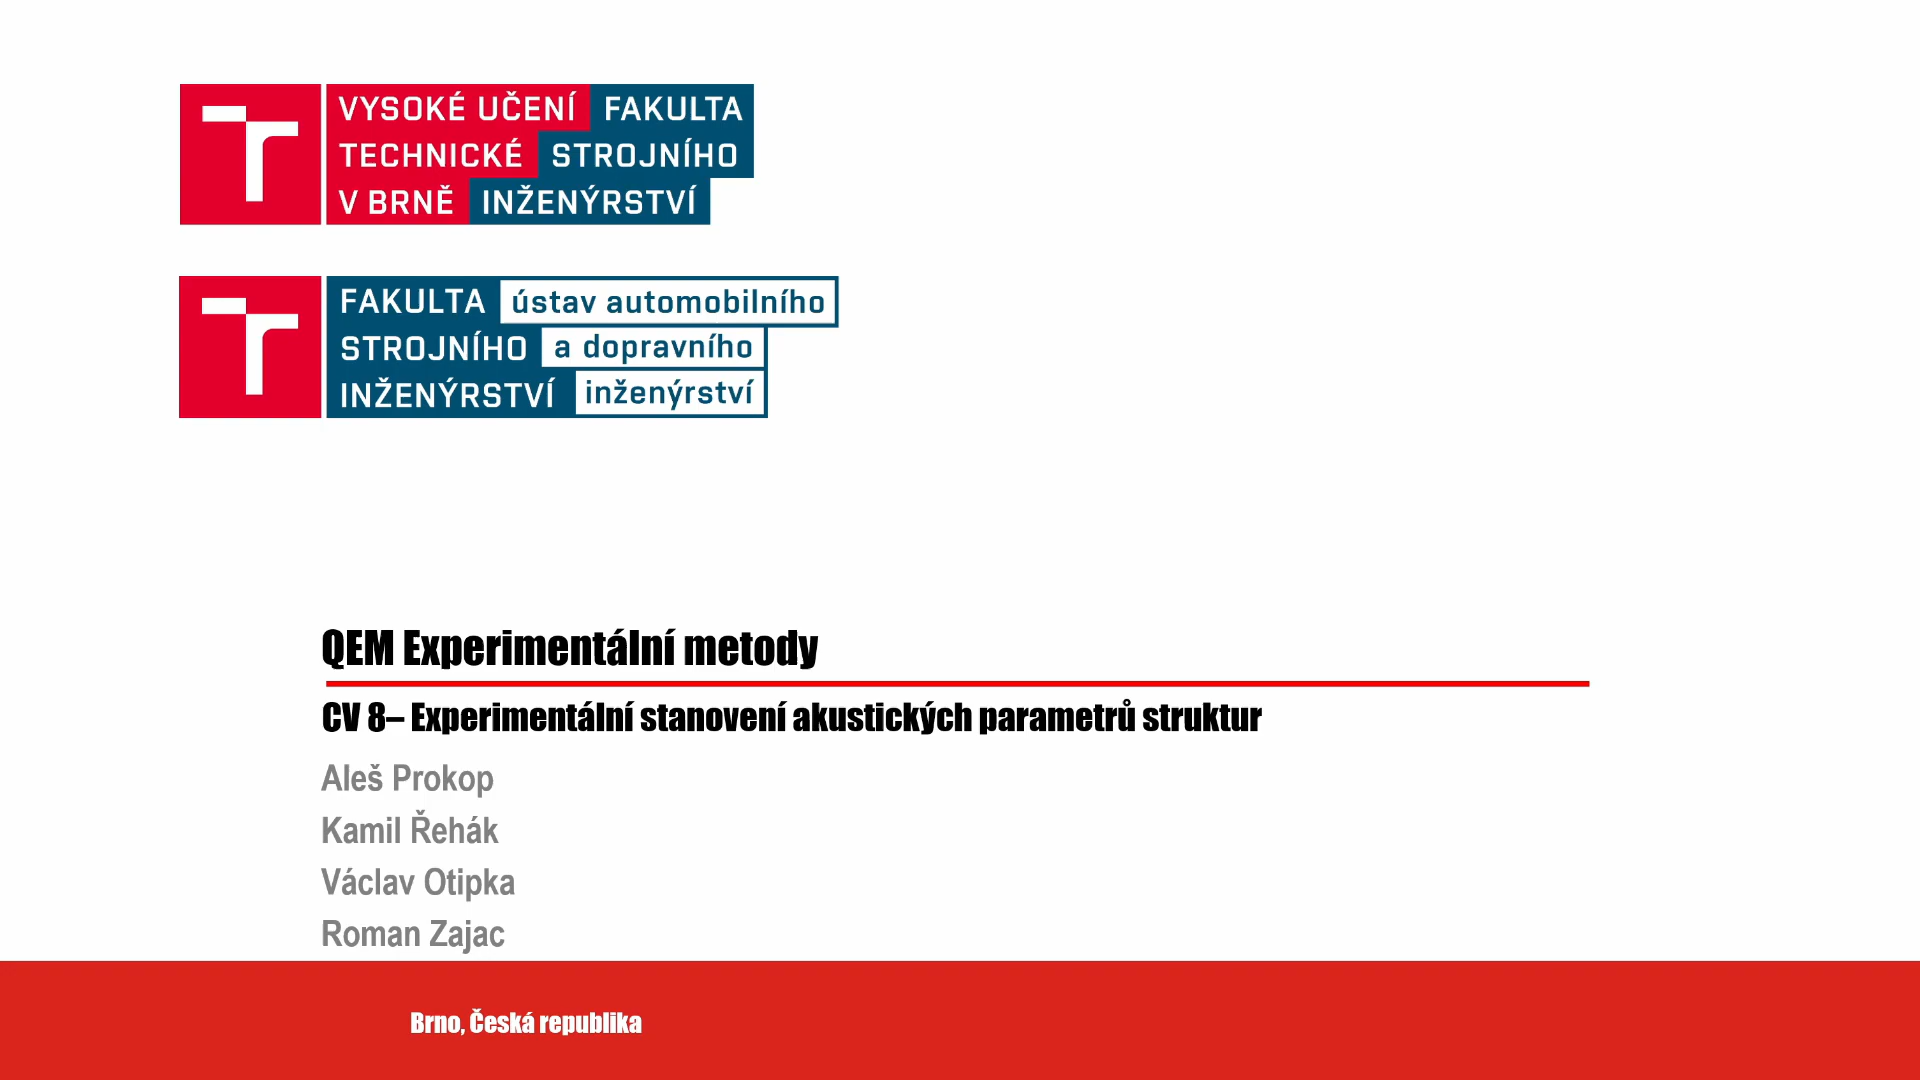 VYSOKÉ UČENÍ FAKULTA
TECHNICKÉ STROJNÍHO
V BRNĚ INŽENÝRSTVÍ
FAKULTA ústav automobilního
STROJNÍHO a dopravního
INŽENÝRSTVÍ inženýrství
QEM Experimentální metody
CV 8– Experimentální stanovení akustických parametrů struktur
Aleš Prokop
Kamil Řehák
Václav Otipka
Roman Zajac
Brno, Česká republika